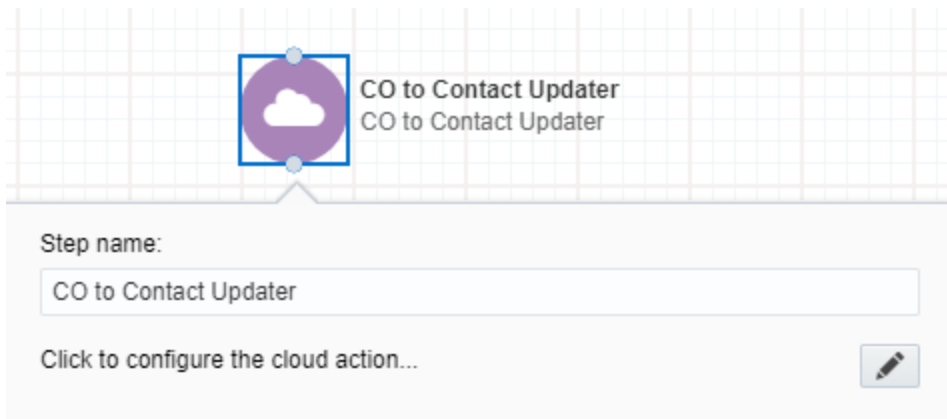 CO to Contact Updater
CO to Contact Updater
Step name:
CO to Contact Updater
Click to configure the cloud action...